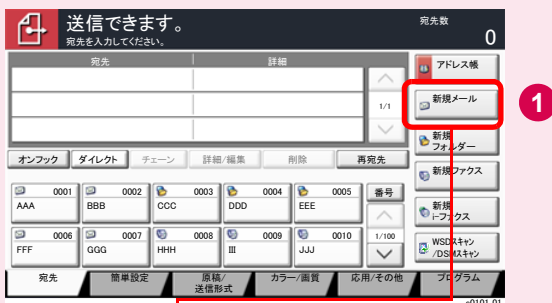 送信できます。
宛先を入力してください。
宛先数
0
宛先 詳細
1/1
アドレス帳
新規メール
1
新規
フォルダー
新規ファクス
新規
i-ファクス
WSDスキャン
/DSMスキャン
オンフック ダイレクト チェーン 詳細/編集 削除 再宛先
0001 0002 0003 0004 0005 番号
AAA BBB CCC DDD EEE
0006 0007 0008 0009 0010 1/100
FFF GGG HHH III JJJ
宛先 簡単設定 原稿/
送信形式 カラー/画質 応用/その他 プログラム